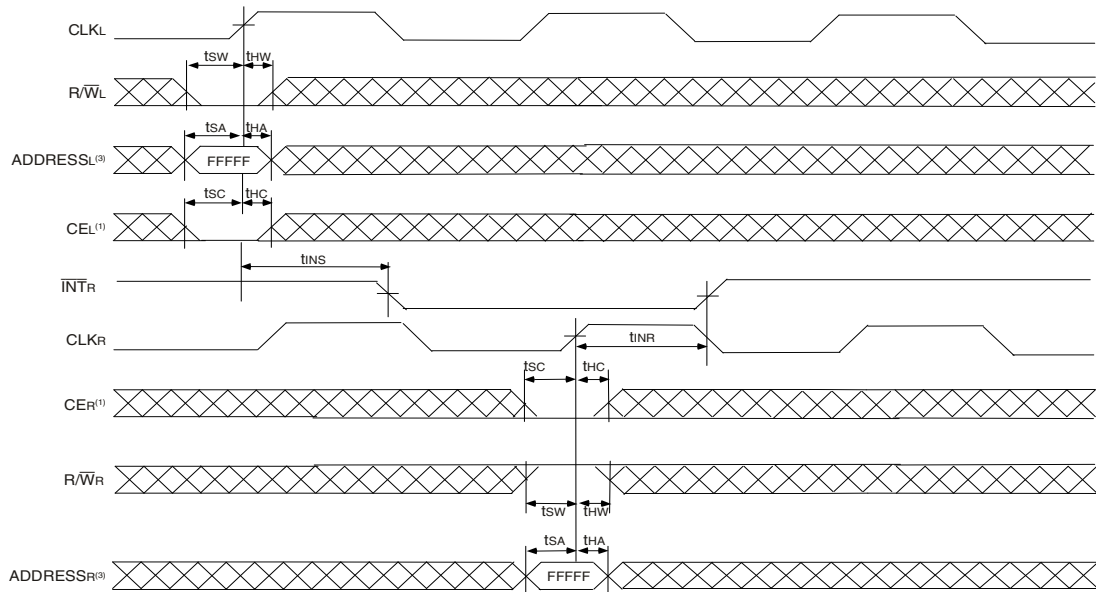 CLKL
tSW tHW
R/W̅L
tSA tHA
ADDRESSL(3) FFFFF
tSC tHC
CEL(1)
tINS
I̅N̅T̅R
CLKR
tINR
tSC tHC
CER(1)
R/W̅R
tSW tHW
tSA tHA
ADDRESSR(3) FFFFF